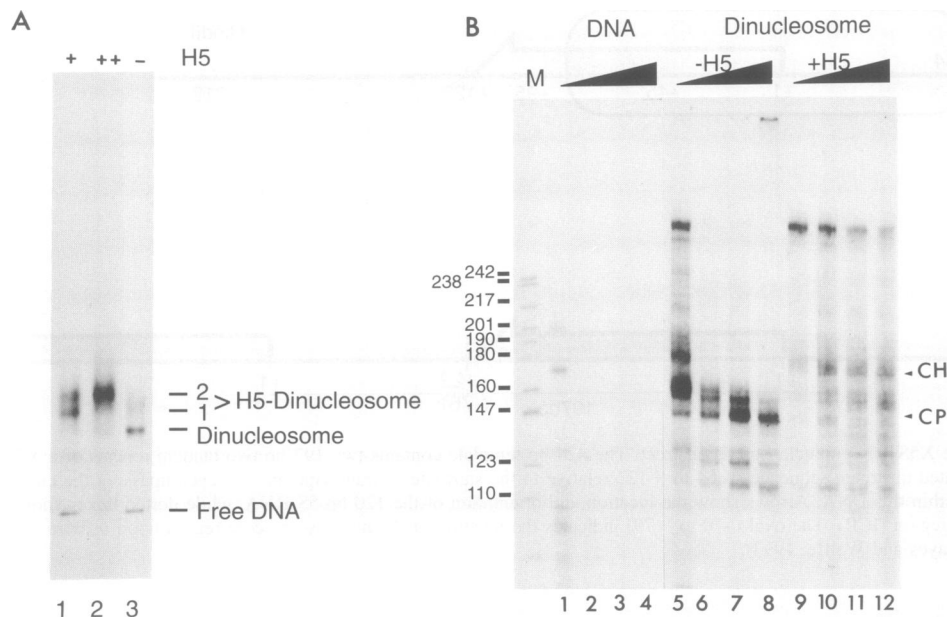 A
+ ++ – H5
2
1 > H5-Dinucleosome
Dinucleosome
Free DNA
1 2 3
B
DNA Dinucleosome
M -H5 +H5
242
238
217
201
190
180
160
147
123
110
CH
CP
1 2 3 4 5 6 7 8 9 10 11 12